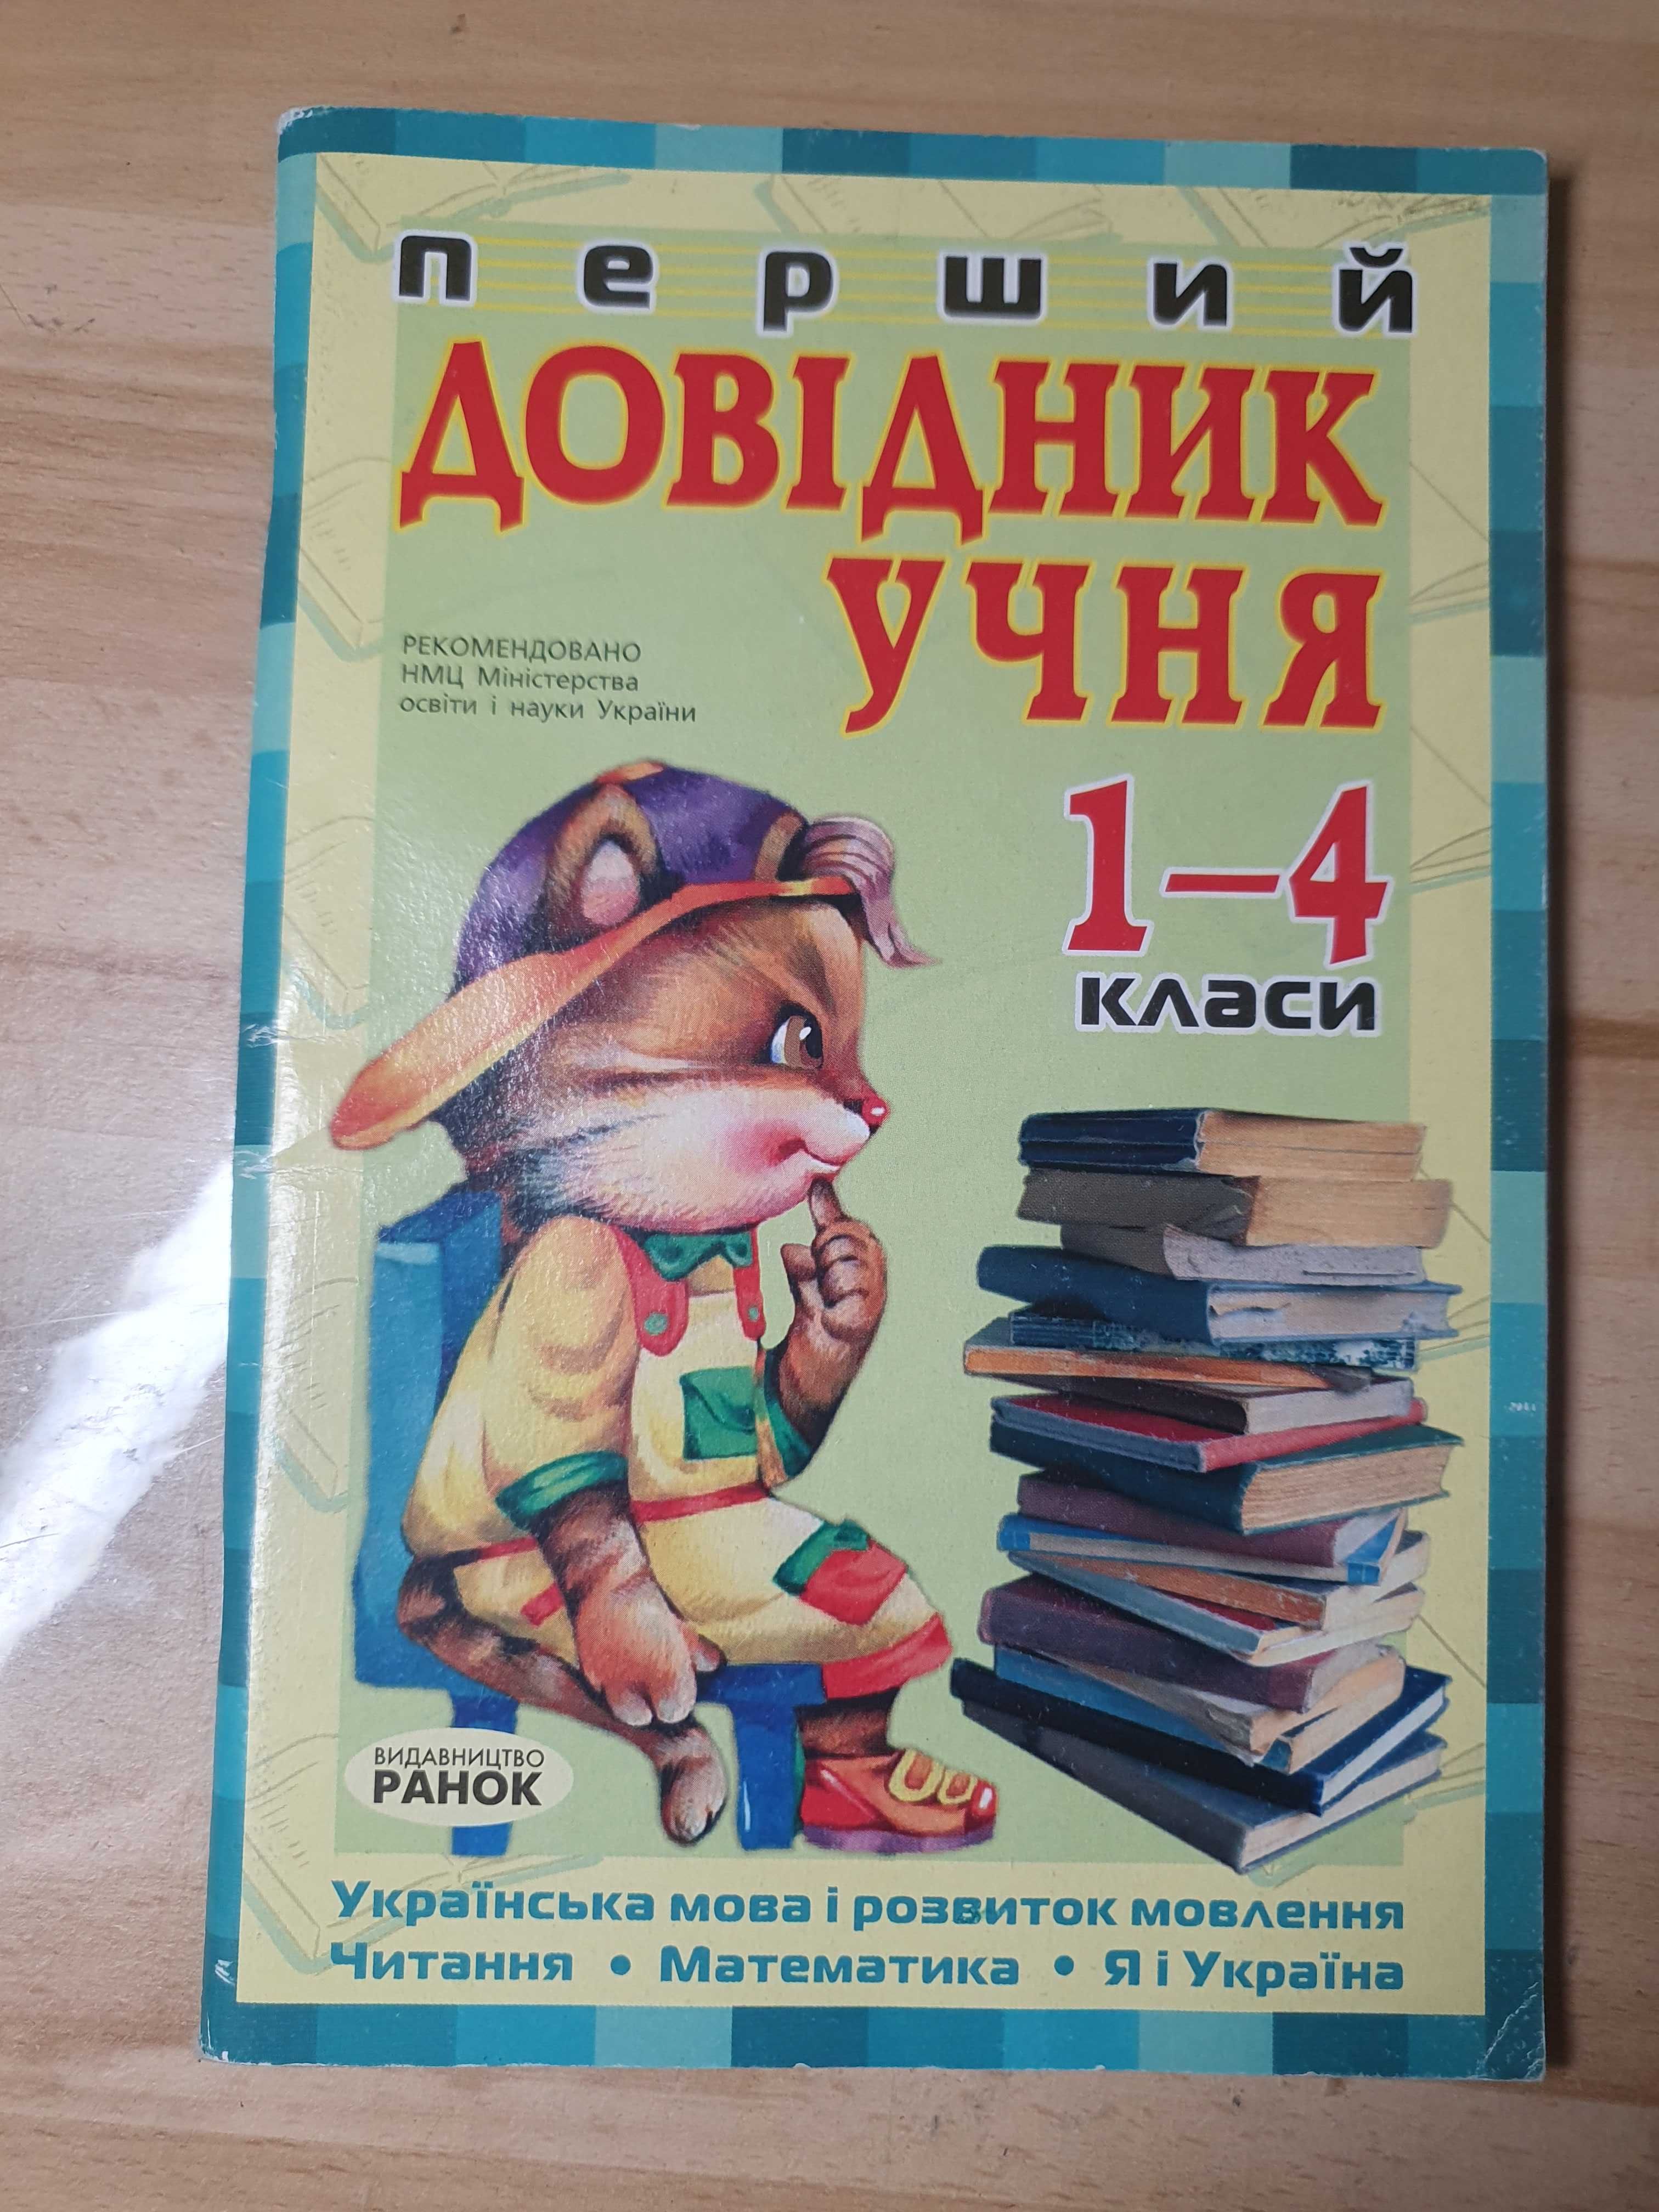 перший
ДОВІДНИК
УЧНЯ
РЕКОМЕНДОВАНО
НМЦ Міністерства
освіти і науки України
1–4
класи
ВИДАВНИЦТВО
РАНОК
Українська мова і розвиток мовлення
Читання • Математика • Я і Україна